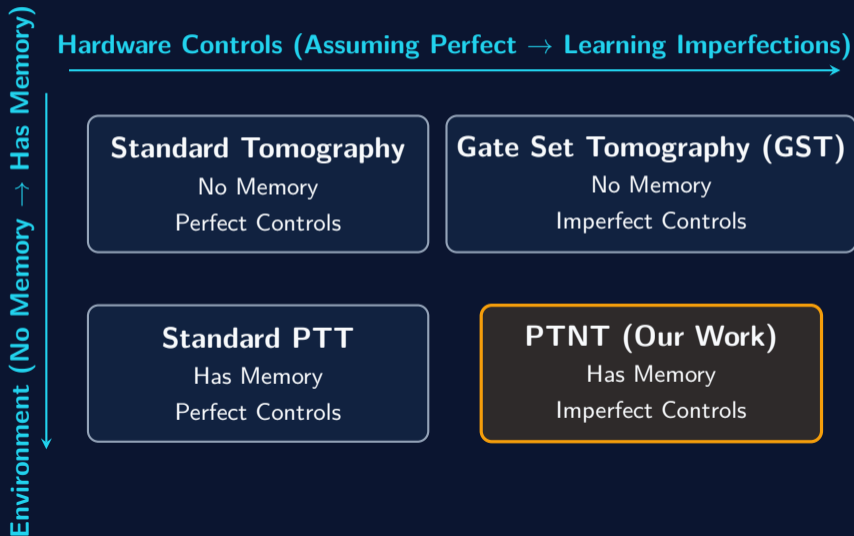 Hardware Controls (Assuming Perfect → Learning Imperfections)
Environment (No Memory → Has Memory)
Standard Tomography
No Memory
Perfect Controls
Gate Set Tomography (GST)
No Memory
Imperfect Controls
Standard PTT
Has Memory
Perfect Controls
PTNT (Our Work)
Has Memory
Imperfect Controls